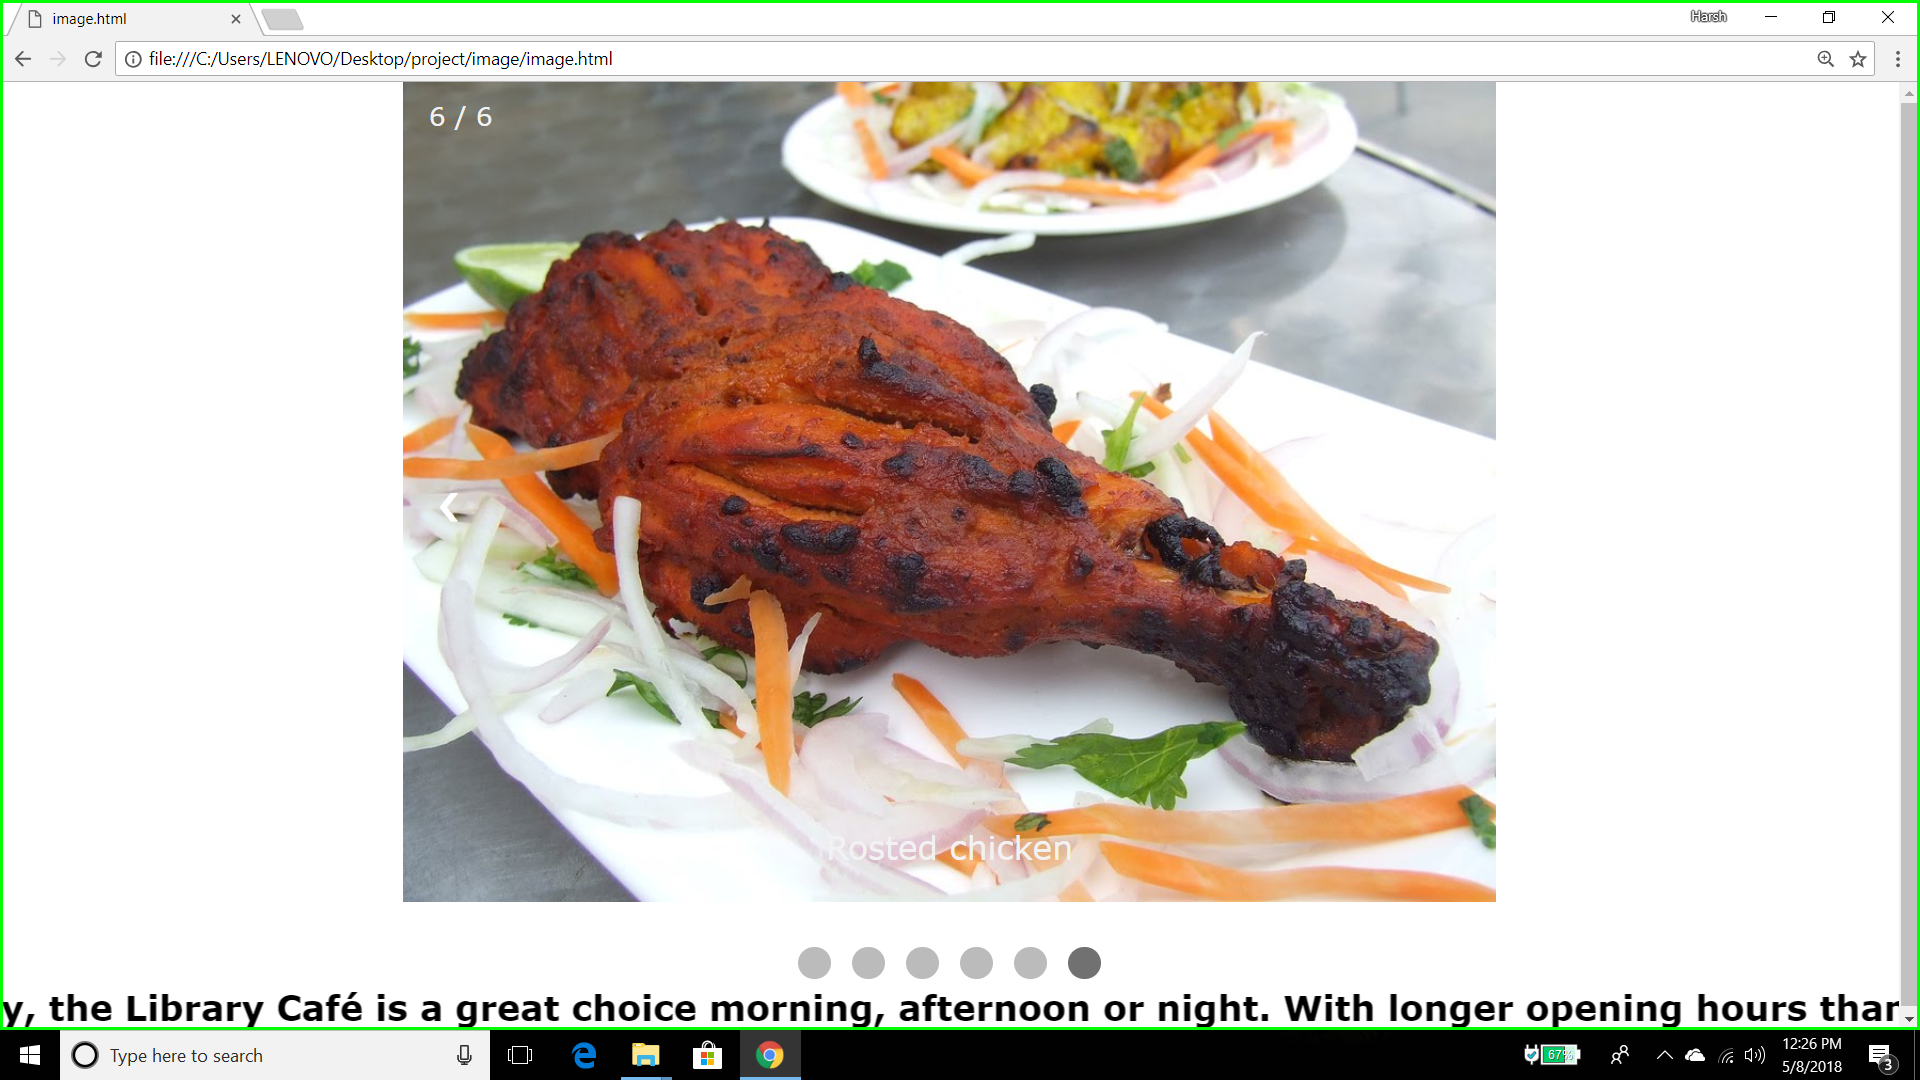 image.html
Harsh
file:///C:/Users/LENOVO/Desktop/project/image/image.html
6 / 6
Rosted chicken
y, the Library Café is a great choice morning, afternoon or night. With longer opening hours than
Type here to search
67%
12:26 PM
5/8/2018
3